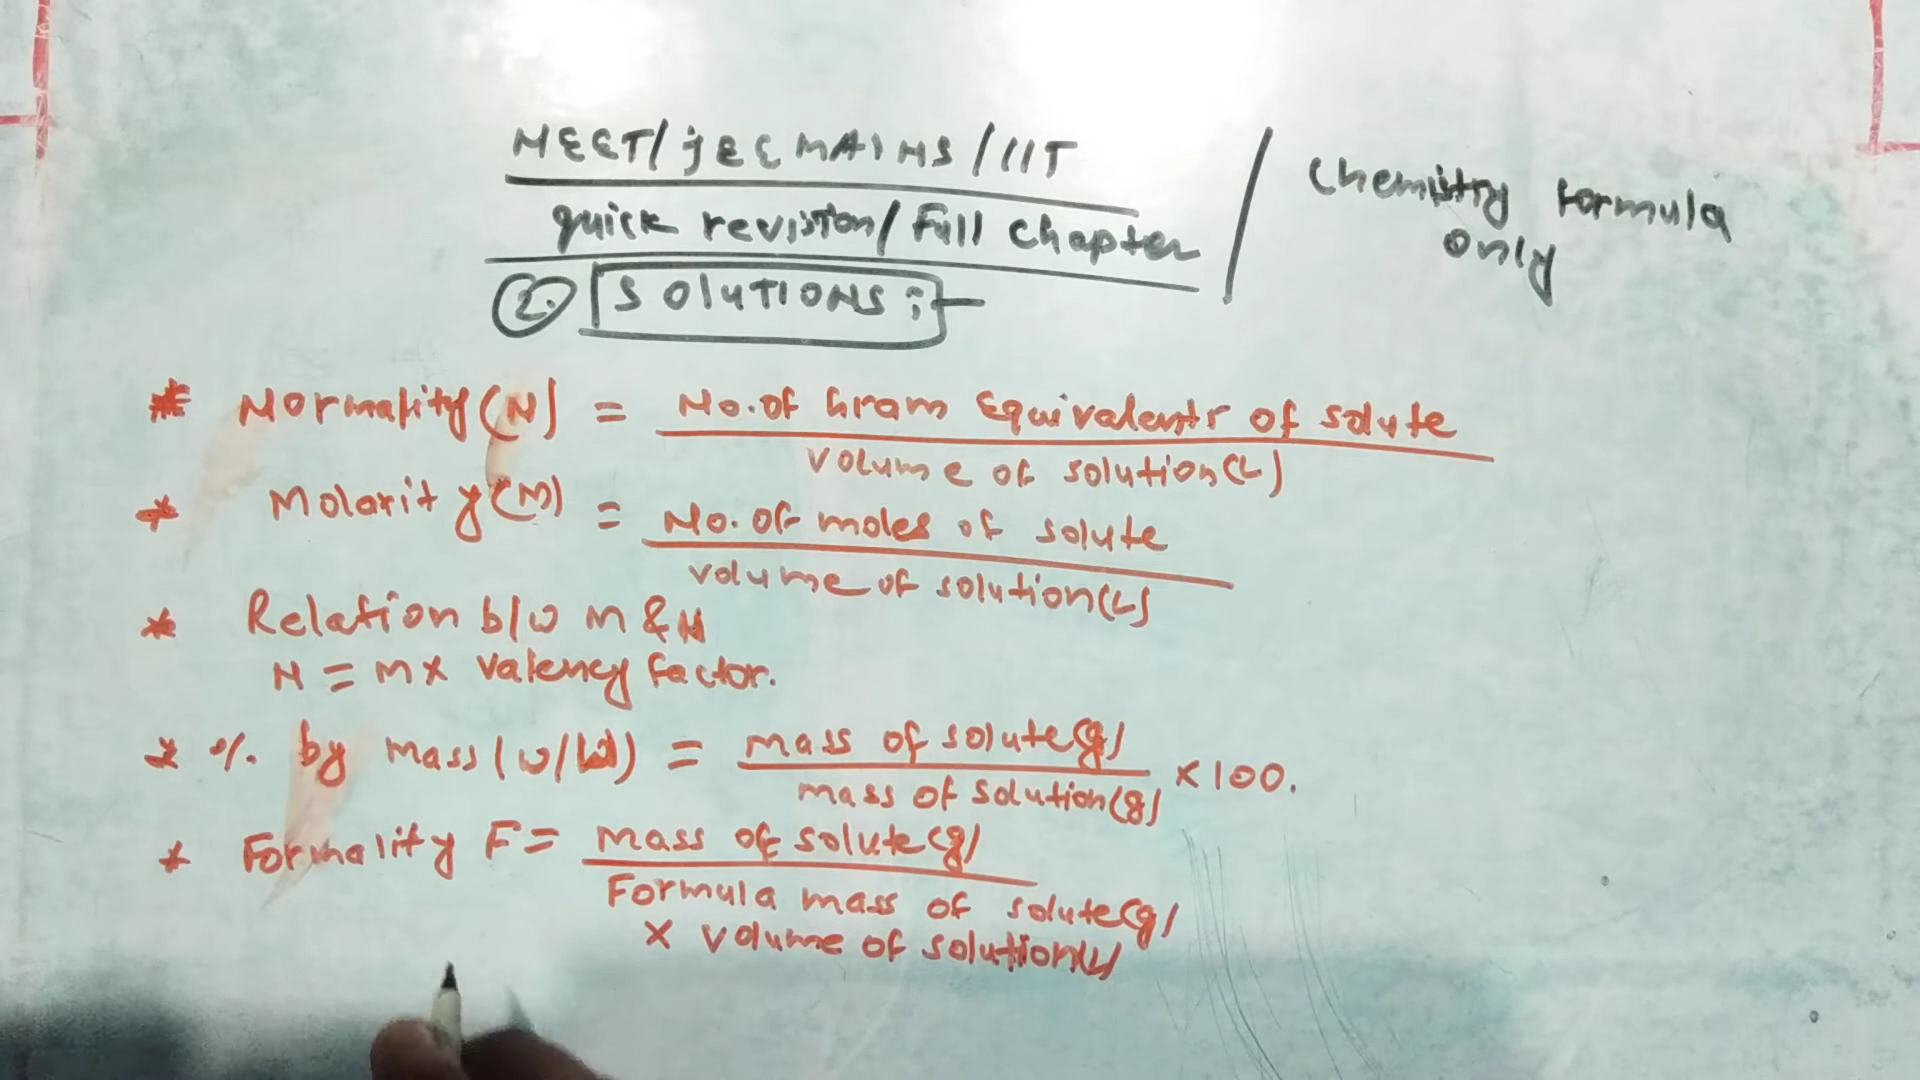 NEET/jEE MAINS/IIT
quick revision/Full Chapter
Chemistry Formula
only
2. SOlUTIONS :-
* Normality(N) = No.of Gram Equivalents of solute
volume of solution(L)
* Molarity(M) = No.of moles of solute
volume of solution(L)
* Relation b/w M & N
N = M x valency factor.
* % by mass(w/w) = mass of solute(g)
mass of solution(g) x 100.
* Formality F = mass of solute(g)
Formula mass of solute(g)
x volume of solution(L)